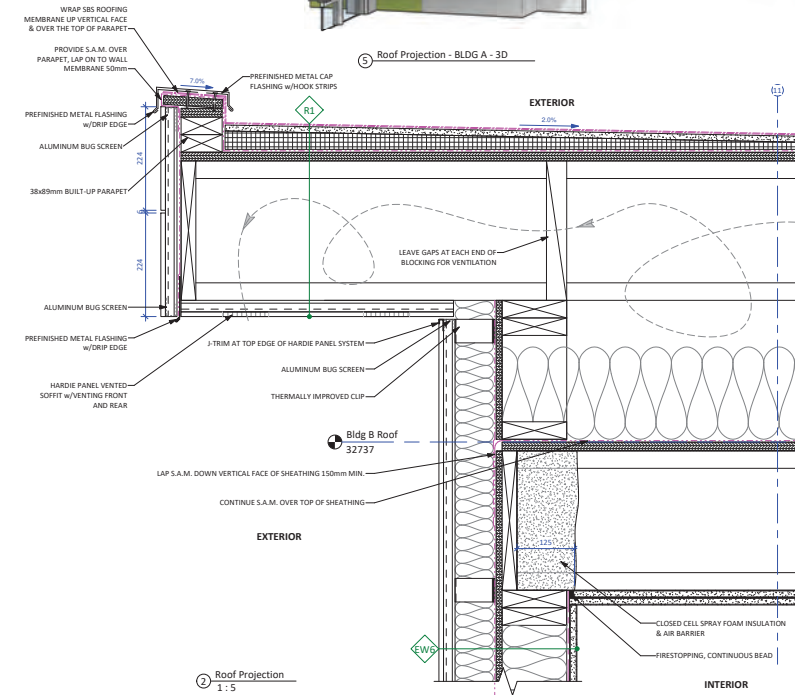 WRAP SBS ROOFING
MEMBRANE UP VERTICAL FACE
& OVER THE TOP OF PARAPET
PROVIDE S.A.M. OVER
PARAPET, LAP ON TO WALL
MEMBRANE 50mm
PREFINISHED METAL FLASHING
w/DRIP EDGE
ALUMINUM BUG SCREEN
38x89mm BUILT-UP PARAPET
ALUMINUM BUG SCREEN
PREFINISHED METAL FLASHING
w/DRIP EDGE
HARDIE PANEL VENTED
SOFFIT w/VENTING FRONT
AND REAR
5 Roof Projection - BLDG A - 3D
7.0%
PREFINISHED METAL CAP
FLASHING w/HOOK STRIPS
R1
EXTERIOR
2.0%
11
224
224
LEAVE GAPS AT EACH END OF
BLOCKING FOR VENTILATION
J-TRIM AT TOP EDGE OF HARDIE PANEL SYSTEM
ALUMINUM BUG SCREEN
THERMALLY IMPROVED CLIP
Bldg B Roof
32737
LAP S.A.M. DOWN VERTICAL FACE OF SHEATHING 150mm MIN.
CONTINUE S.A.M. OVER TOP OF SHEATHING
EXTERIOR
125
CLOSED CELL SPRAY FOAM INSULATION
& AIR BARRIER
FIRESTOPPING, CONTINUOUS BEAD
EW6
INTERIOR
2 Roof Projection
1 : 5